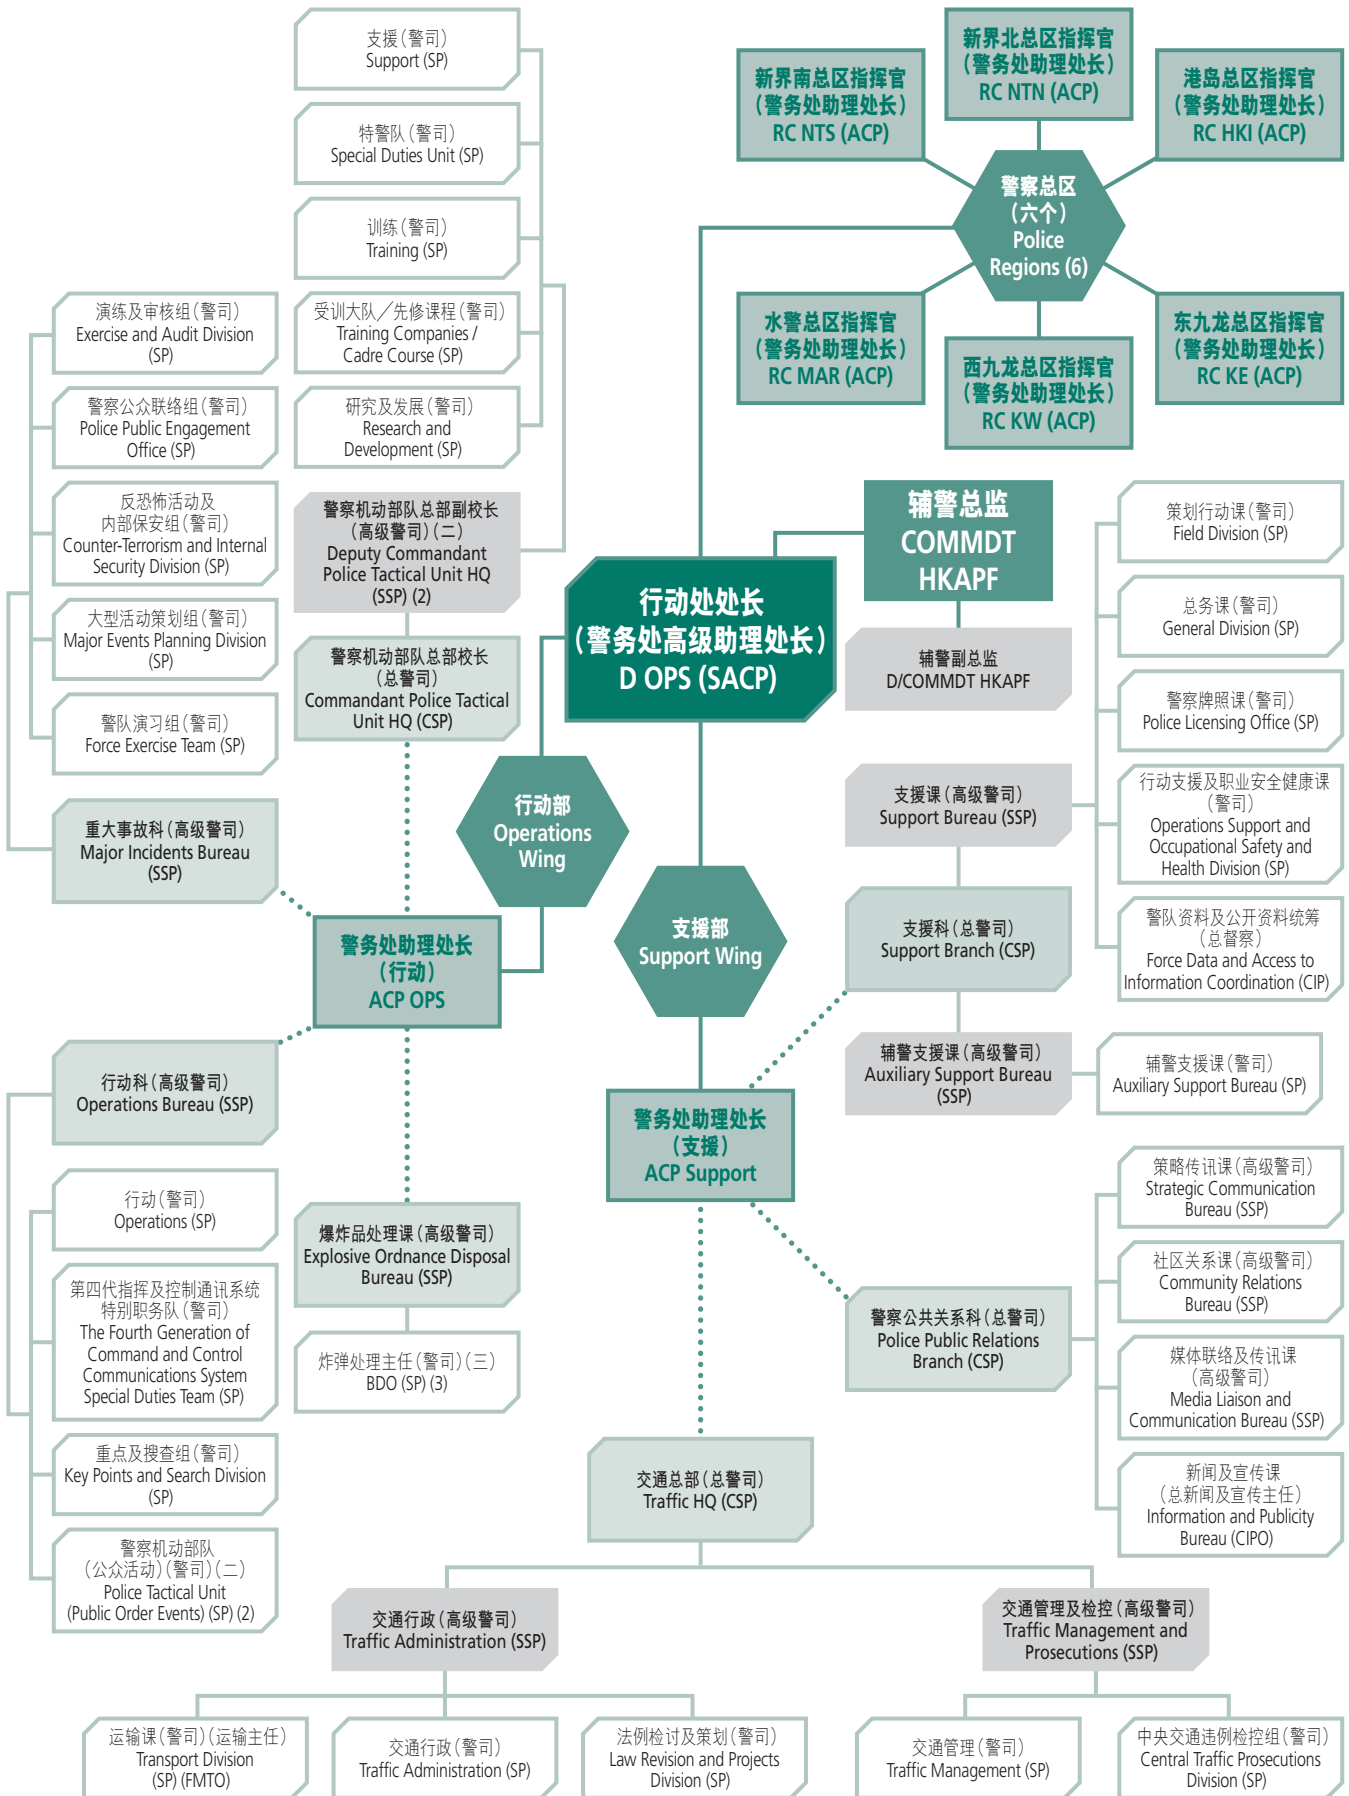 支援（警司）
Support (SP)
特警队（警司）
Special Duties Unit (SP)
训练（警司）
Training (SP)
受训大队／先修课程（警司）
Training Companies /
Cadre Course (SP)
研究及发展（警司）
Research and
Development (SP)
警察机动部队总部副校长
（高级警司）（二）
Deputy Commandant
Police Tactical Unit HQ
(SSP) (2)
警察机动部队总部校长
（总警司）
Commandant Police Tactical
Unit HQ (CSP)
演练及审核组（警司）
Exercise and Audit Division
(SP)
警察公众联络组（警司）
Police Public Engagement
Office (SP)
反恐怖活动及
内部保安组（警司）
Counter-Terrorism and Internal
Security Division (SP)
大型活动策划组（警司）
Major Events Planning Division
(SP)
警队演习组（警司）
Force Exercise Team (SP)
重大事故科（高级警司）
Major Incidents Bureau
(SSP)
新界南总区指挥官
（警务处助理处长）
RC NTS (ACP)
新界北总区指挥官
（警务处助理处长）
RC NTN (ACP)
港岛总区指挥官
（警务处助理处长）
RC HKI (ACP)
警察总区
（六个）
Police
Regions (6)
水警总区指挥官
（警务处助理处长）
RC MAR (ACP)
西九龙总区指挥官
（警务处助理处长）
RC KW (ACP)
东九龙总区指挥官
（警务处助理处长）
RC KE (ACP)
辅警总监
COMMDT
HKAPF
辅警副总监
D/COMMDT HKAPF
行动处处长
（警务处高级助理处长）
D OPS (SACP)
行动部
Operations
Wing
支援部
Support Wing
警务处助理处长
（行动）
ACP OPS
行动科（高级警司）
Operations Bureau (SSP)
行动（警司）
Operations (SP)
第四代指挥及控制通讯系统
特别职务队（警司）
The Fourth Generation of
Command and Control
Communications System
Special Duties Team (SP)
重点及搜查组（警司）
Key Points and Search Division
(SP)
警察机动部队
（公众活动）（警司）（二）
Police Tactical Unit
(Public Order Events) (SP) (2)
爆炸品处理课（高级警司）
Explosive Ordnance Disposal
Bureau (SSP)
炸弹处理主任（警司）（三）
BDO (SP) (3)
支援课（高级警司）
Support Bureau (SSP)
支援科（总警司）
Support Branch (CSP)
辅警支援课（高级警司）
Auxiliary Support Bureau
(SSP)
辅警支援课（警司）
Auxiliary Support Bureau (SP)
策划行动课（警司）
Field Division (SP)
总务课（警司）
General Division (SP)
警察牌照课（警司）
Police Licensing Office (SP)
行动支援及职业安全健康课
（警司）
Operations Support and
Occupational Safety and
Health Division (SP)
警队资料及公开资料统筹
（总督察）
Force Data and Access to
Information Coordination (CIP)
警务处助理处长
（支援）
ACP Support
警察公共关系科（总警司）
Police Public Relations
Branch (CSP)
策略传讯课（高级警司）
Strategic Communication
Bureau (SSP)
社区关系课（高级警司）
Community Relations
Bureau (SSP)
媒体联络及传讯课
（高级警司）
Media Liaison and
Communication Bureau (SSP)
新闻及宣传课
（总新闻及宣传主任）
Information and Publicity
Bureau (CIPO)
交通总部（总警司）
Traffic HQ (CSP)
交通行政（高级警司）
Traffic Administration (SSP)
交通管理及检控（高级警司）
Traffic Management and
Prosecutions (SSP)
运输课（警司）（运输主任）
Transport Division
(SP) (FMTO)
交通行政（警司）
Traffic Administration (SP)
法例检讨及策划（警司）
Law Revision and Projects
Division (SP)
交通管理（警司）
Traffic Management (SP)
中央交通违例检控组（警司）
Central Traffic Prosecutions
Division (SP)